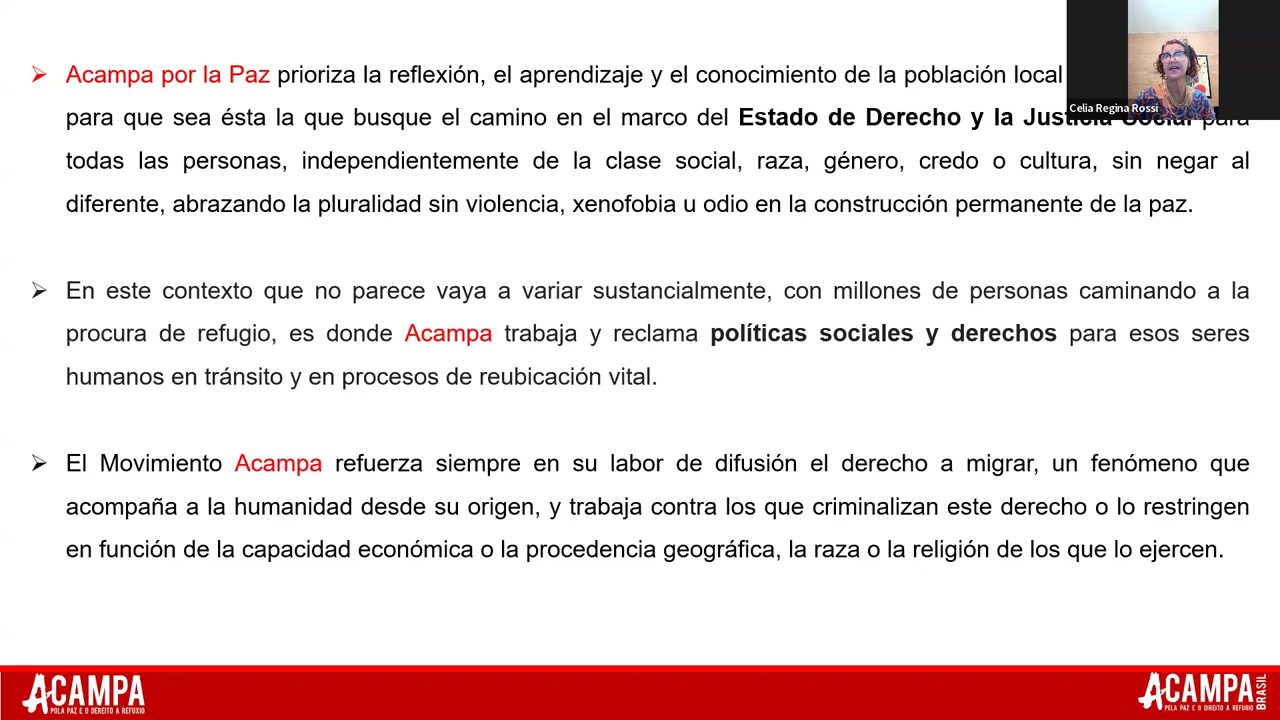 Acampa por la Paz prioriza la reflexión, el aprendizaje y el conocimiento de la población local
Celia Regina Rossi
para que sea ésta la que busque el camino en el marco del Estado de Derecho y la Justicia Social para
todas las personas, independientemente de la clase social, raza, género, credo o cultura, sin negar al
diferente, abrazando la pluralidad sin violencia, xenofobia u odio en la construcción permanente de la paz.
En este contexto que no parece vaya a variar sustancialmente, con millones de personas caminando a la
procura de refugio, es donde Acampa trabaja y reclama políticas sociales y derechos para esos seres
humanos en tránsito y en procesos de reubicación vital.
El Movimiento Acampa refuerza siempre en su labor de difusión el derecho a migrar, un fenómeno que
acompaña a la humanidad desde su origen, y trabaja contra los que criminalizan este derecho o lo restringen
en función de la capacidad económica o la procedencia geográfica, la raza o la religión de los que lo ejercen.
ACAMPA
POLA PAZ E O DEREITO A REFUXIO
ACAMPA
PELA PAZ E O DIREITO A REFÚGIO
BRASIL